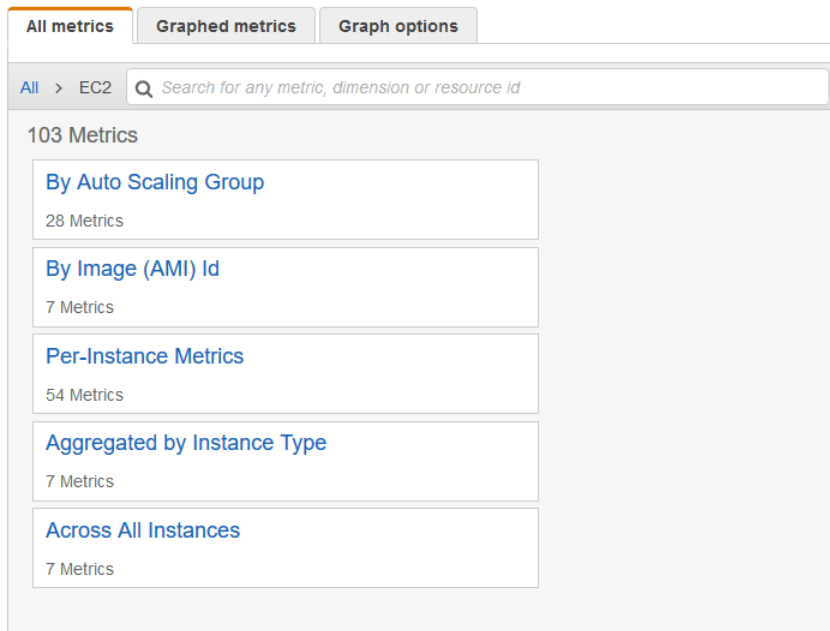 All metrics Graphed metrics Graph options
All > EC2 Search for any metric, dimension or resource id
103 Metrics
By Auto Scaling Group
28 Metrics
By Image (AMI) Id
7 Metrics
Per-Instance Metrics
54 Metrics
Aggregated by Instance Type
7 Metrics
Across All Instances
7 Metrics